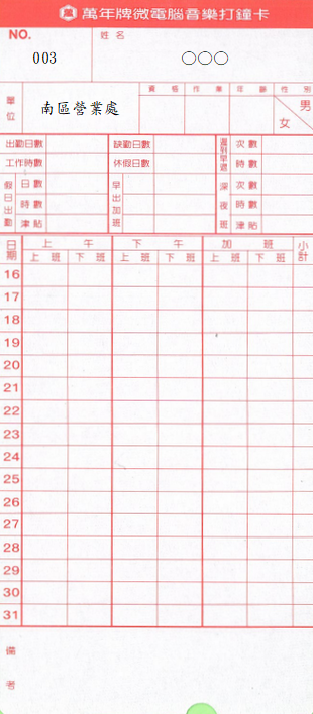 萬年牌微電腦音樂打鐘卡
NO. 姓名
003 ○○○
單位 南區營業處 資格 作業 年齡 性別
男
女
出勤日數 缺勤日數 遲到早退 次數
工作時數 休假日數 時數
假日出勤 日數 早出加班 深夜班 次數
時數 時數
津貼 津貼
日期 上午 下午 加班 小計
上班 下班 上班 下班 上班 下班
16
17
18
19
20
21
22
23
24
25
26
27
28
29
30
31
備考